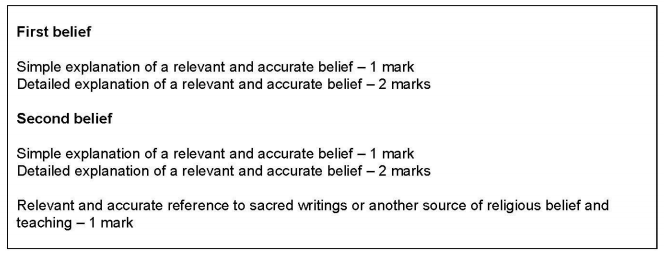 First belief
Simple explanation of a relevant and accurate belief – 1 mark
Detailed explanation of a relevant and accurate belief – 2 marks
Second belief
Simple explanation of a relevant and accurate belief – 1 mark
Detailed explanation of a relevant and accurate belief – 2 marks
Relevant and accurate reference to sacred writings or another source of religious belief and
teaching – 1 mark